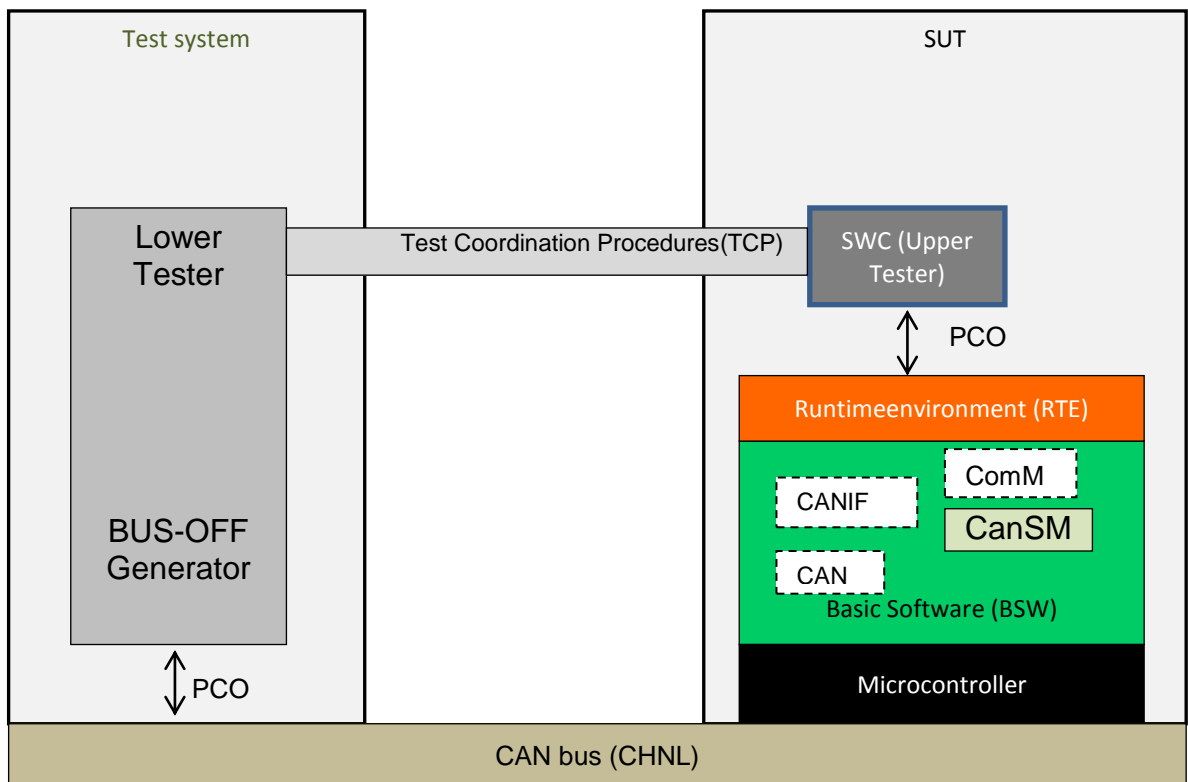 Test system
SUT
Lower
Tester
Test Coordination Procedures(TCP)
SWC (Upper
Tester)
PCO
Runtimeenvironment (RTE)
ComM
CANIF
CanSM
BUS-OFF
Generator
CAN
Basic Software (BSW)
PCO
Microcontroller
CAN bus (CHNL)